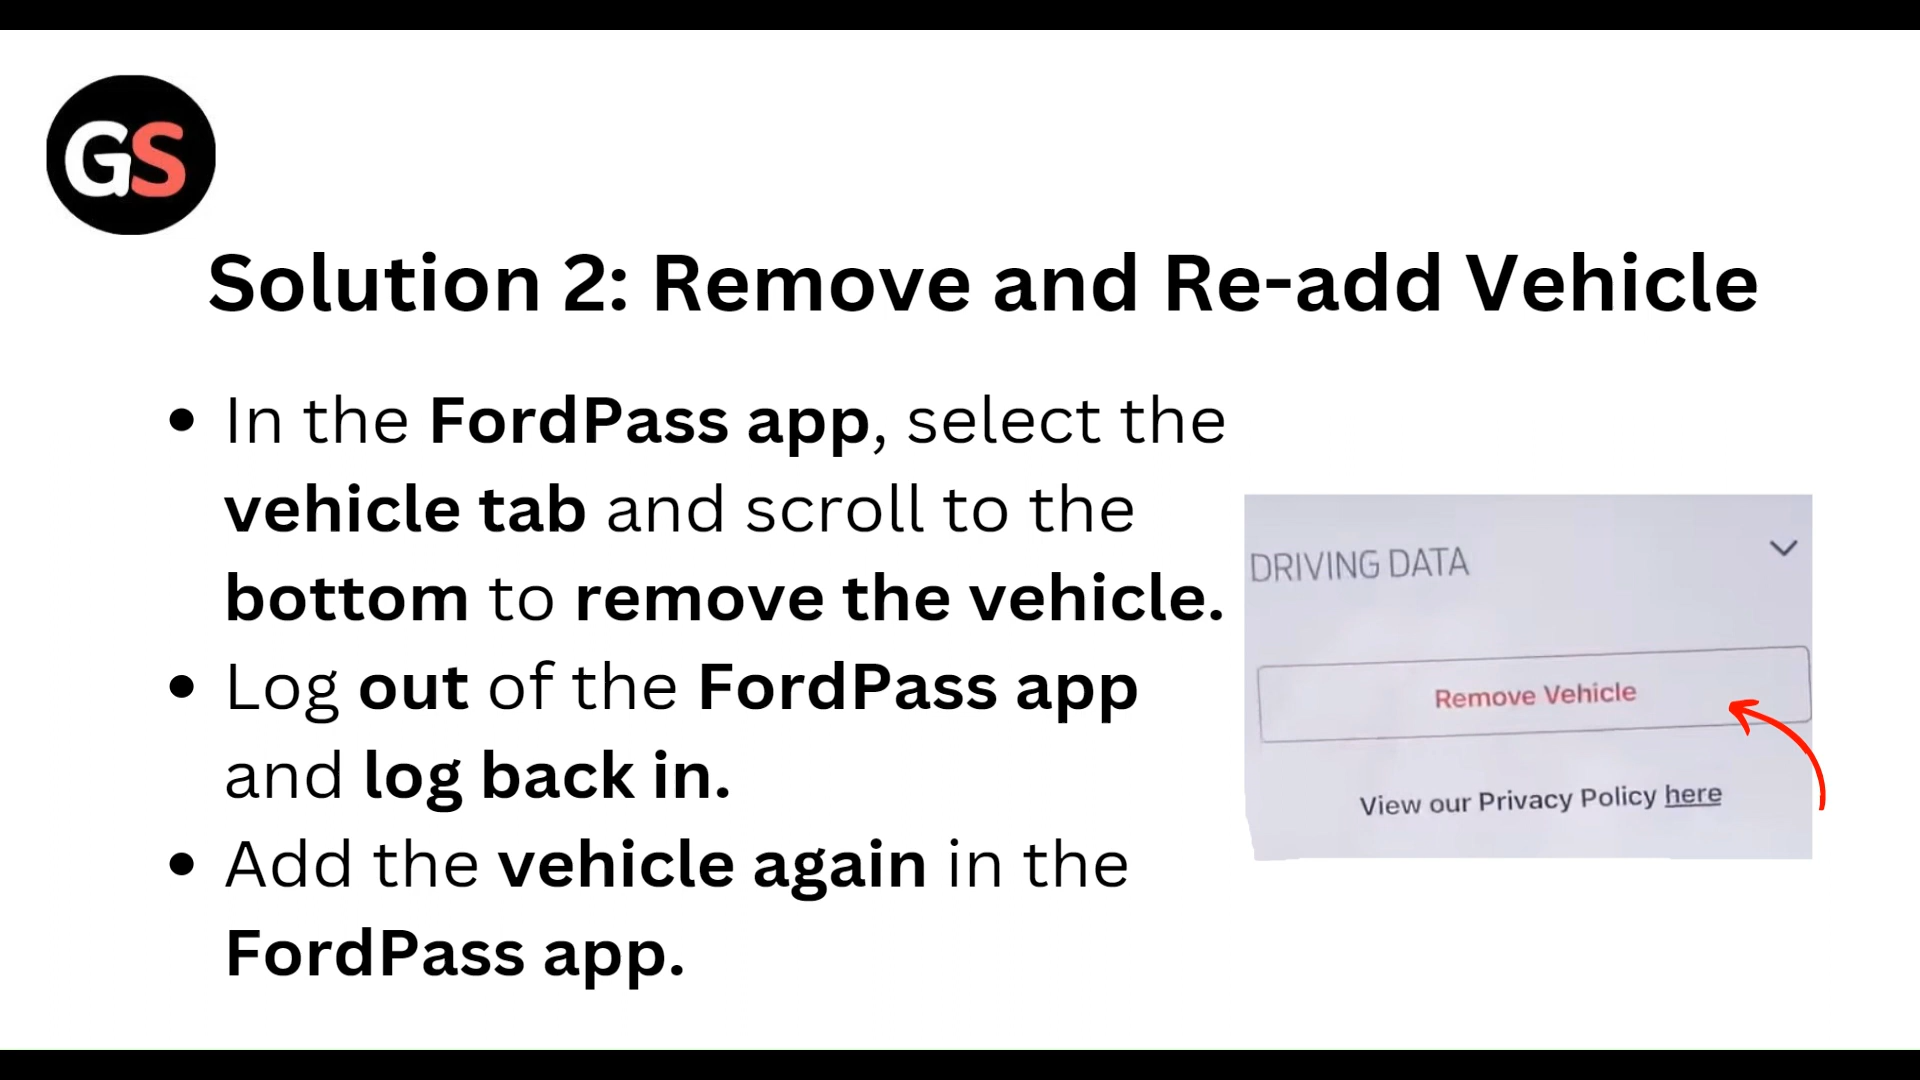 GS
Solution 2: Remove and Re-add Vehicle
• In the FordPass app, select the
vehicle tab and scroll to the
bottom to remove the vehicle.
• Log out of the FordPass app
and log back in.
• Add the vehicle again in the
FordPass app.
DRIVING DATA
Remove Vehicle
View our Privacy Policy here